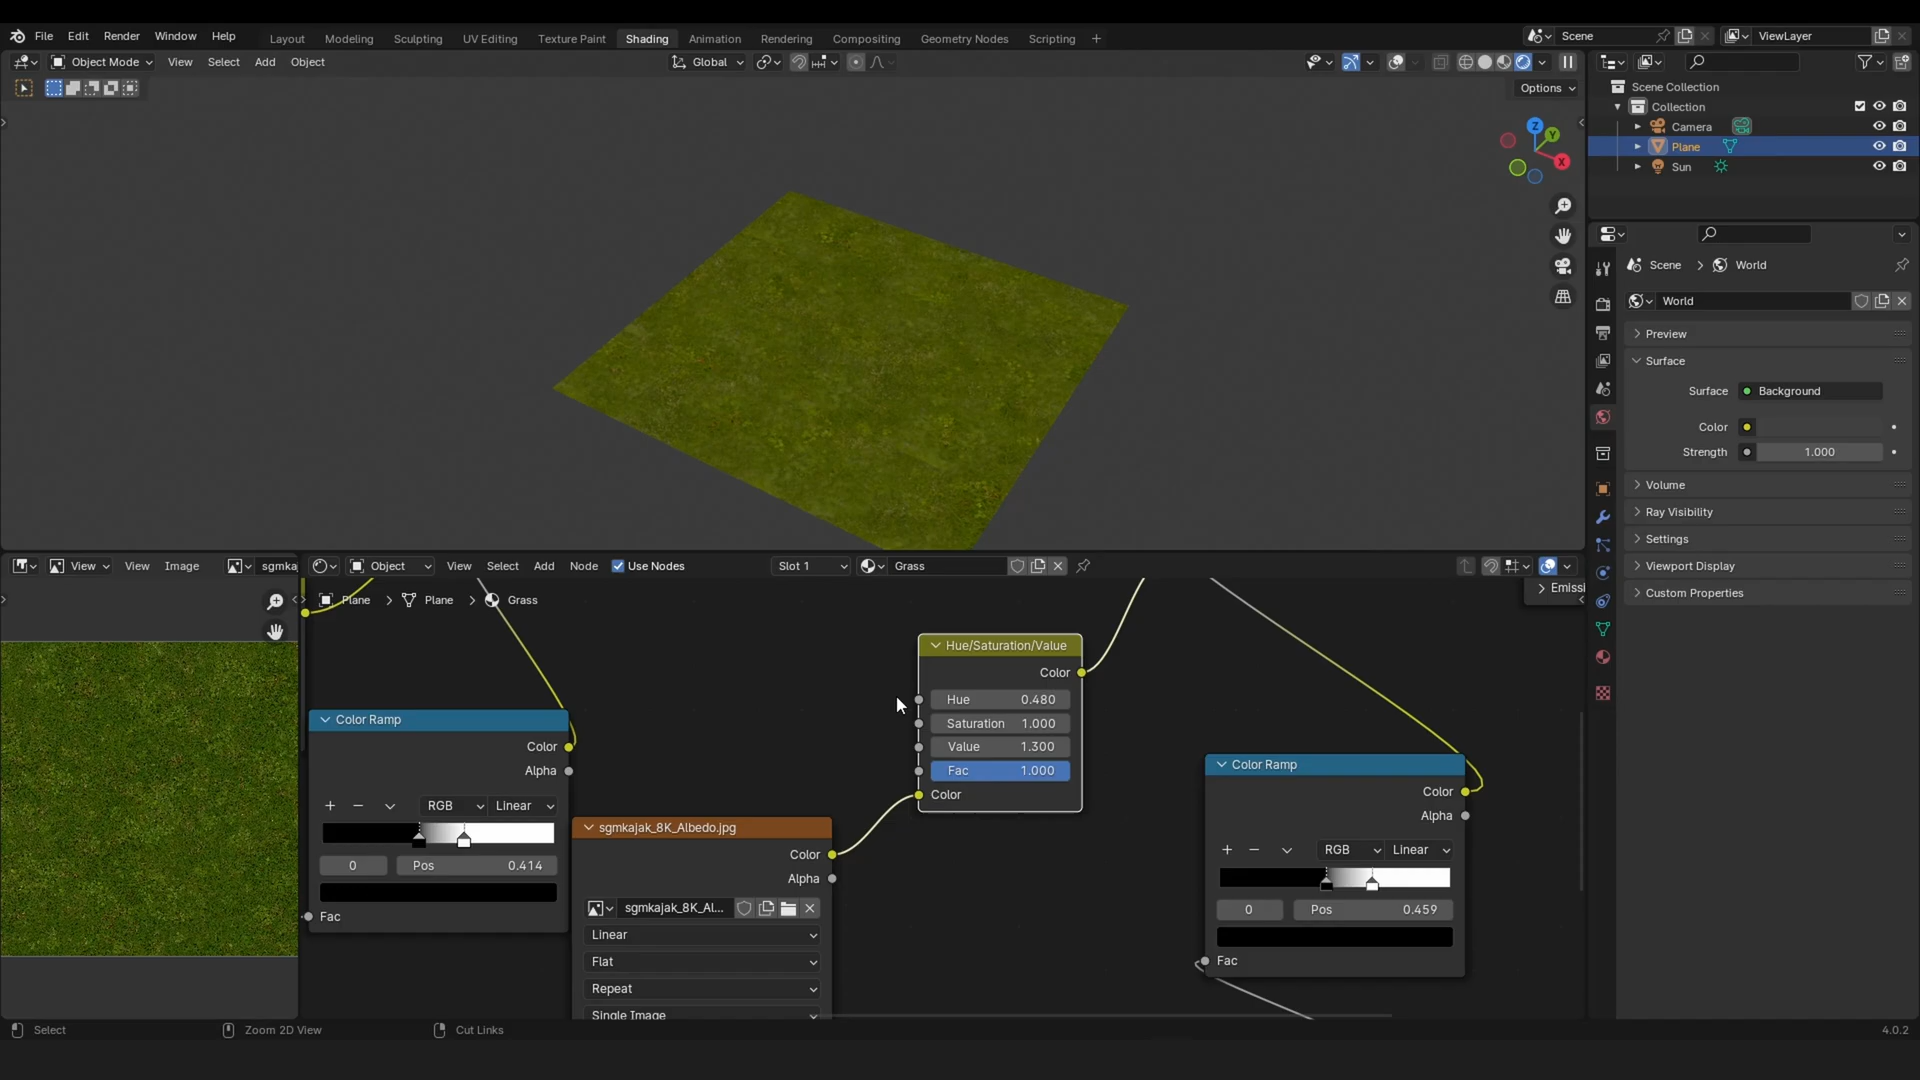 File Edit Render Window Help Layout Modeling Sculpting UV Editing Texture Paint Shading Animation Rendering Compositing Geometry Nodes Scripting + Scene ViewLayer
Object Mode View Select Add Object Global
Options
Z
Y
X
Scene Collection
Collection
Camera
Plane
Sun
Scene > World
World
Preview
Surface
Surface Background
Color
Strength 1.000
Volume
Ray Visibility
Settings
Viewport Display
Custom Properties
View View Image sgmkaj Object View Select Add Node Use Nodes Slot 1 Grass
Plane > Plane > Grass
Emissi
Hue/Saturation/Value
Color
Hue 0.480
Saturation 1.000
Value 1.300
Fac 1.000
Color
Color Ramp
Color
Alpha
RGB Linear
0 Pos 0.414
Fac
sgmkajak_8K_Albedo.jpg
Color
Alpha
sgmkajak_8K_Al...
Linear
Flat
Repeat
Single Image
Color Ramp
Color
Alpha
RGB Linear
0 Pos 0.459
Fac
Select Zoom 2D View Cut Links 4.0.2